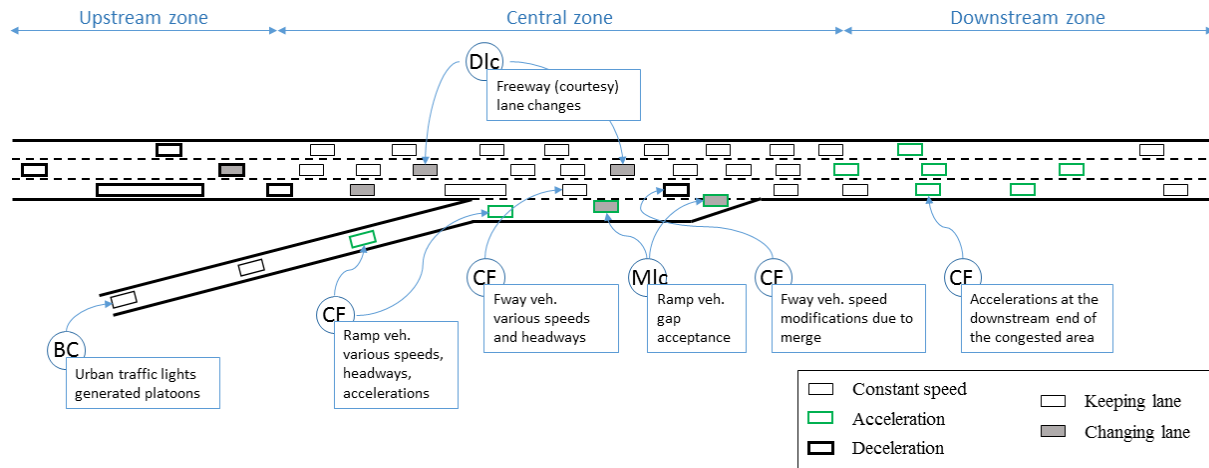 Upstream zone
Central zone
Downstream zone
Dlc
Freeway (courtesy)
lane changes
CF
Fway veh.
various speeds
and headways
Mlc
Ramp veh.
gap
acceptance
CF
Fway veh. speed
modifications due to
merge
CF
Accelerations at the
downstream end of
the congested area
CF
Ramp veh.
various speeds,
headways,
accelerations
BC
Urban traffic lights
generated platoons
Constant speed
Acceleration
Deceleration
Keeping lane
Changing lane